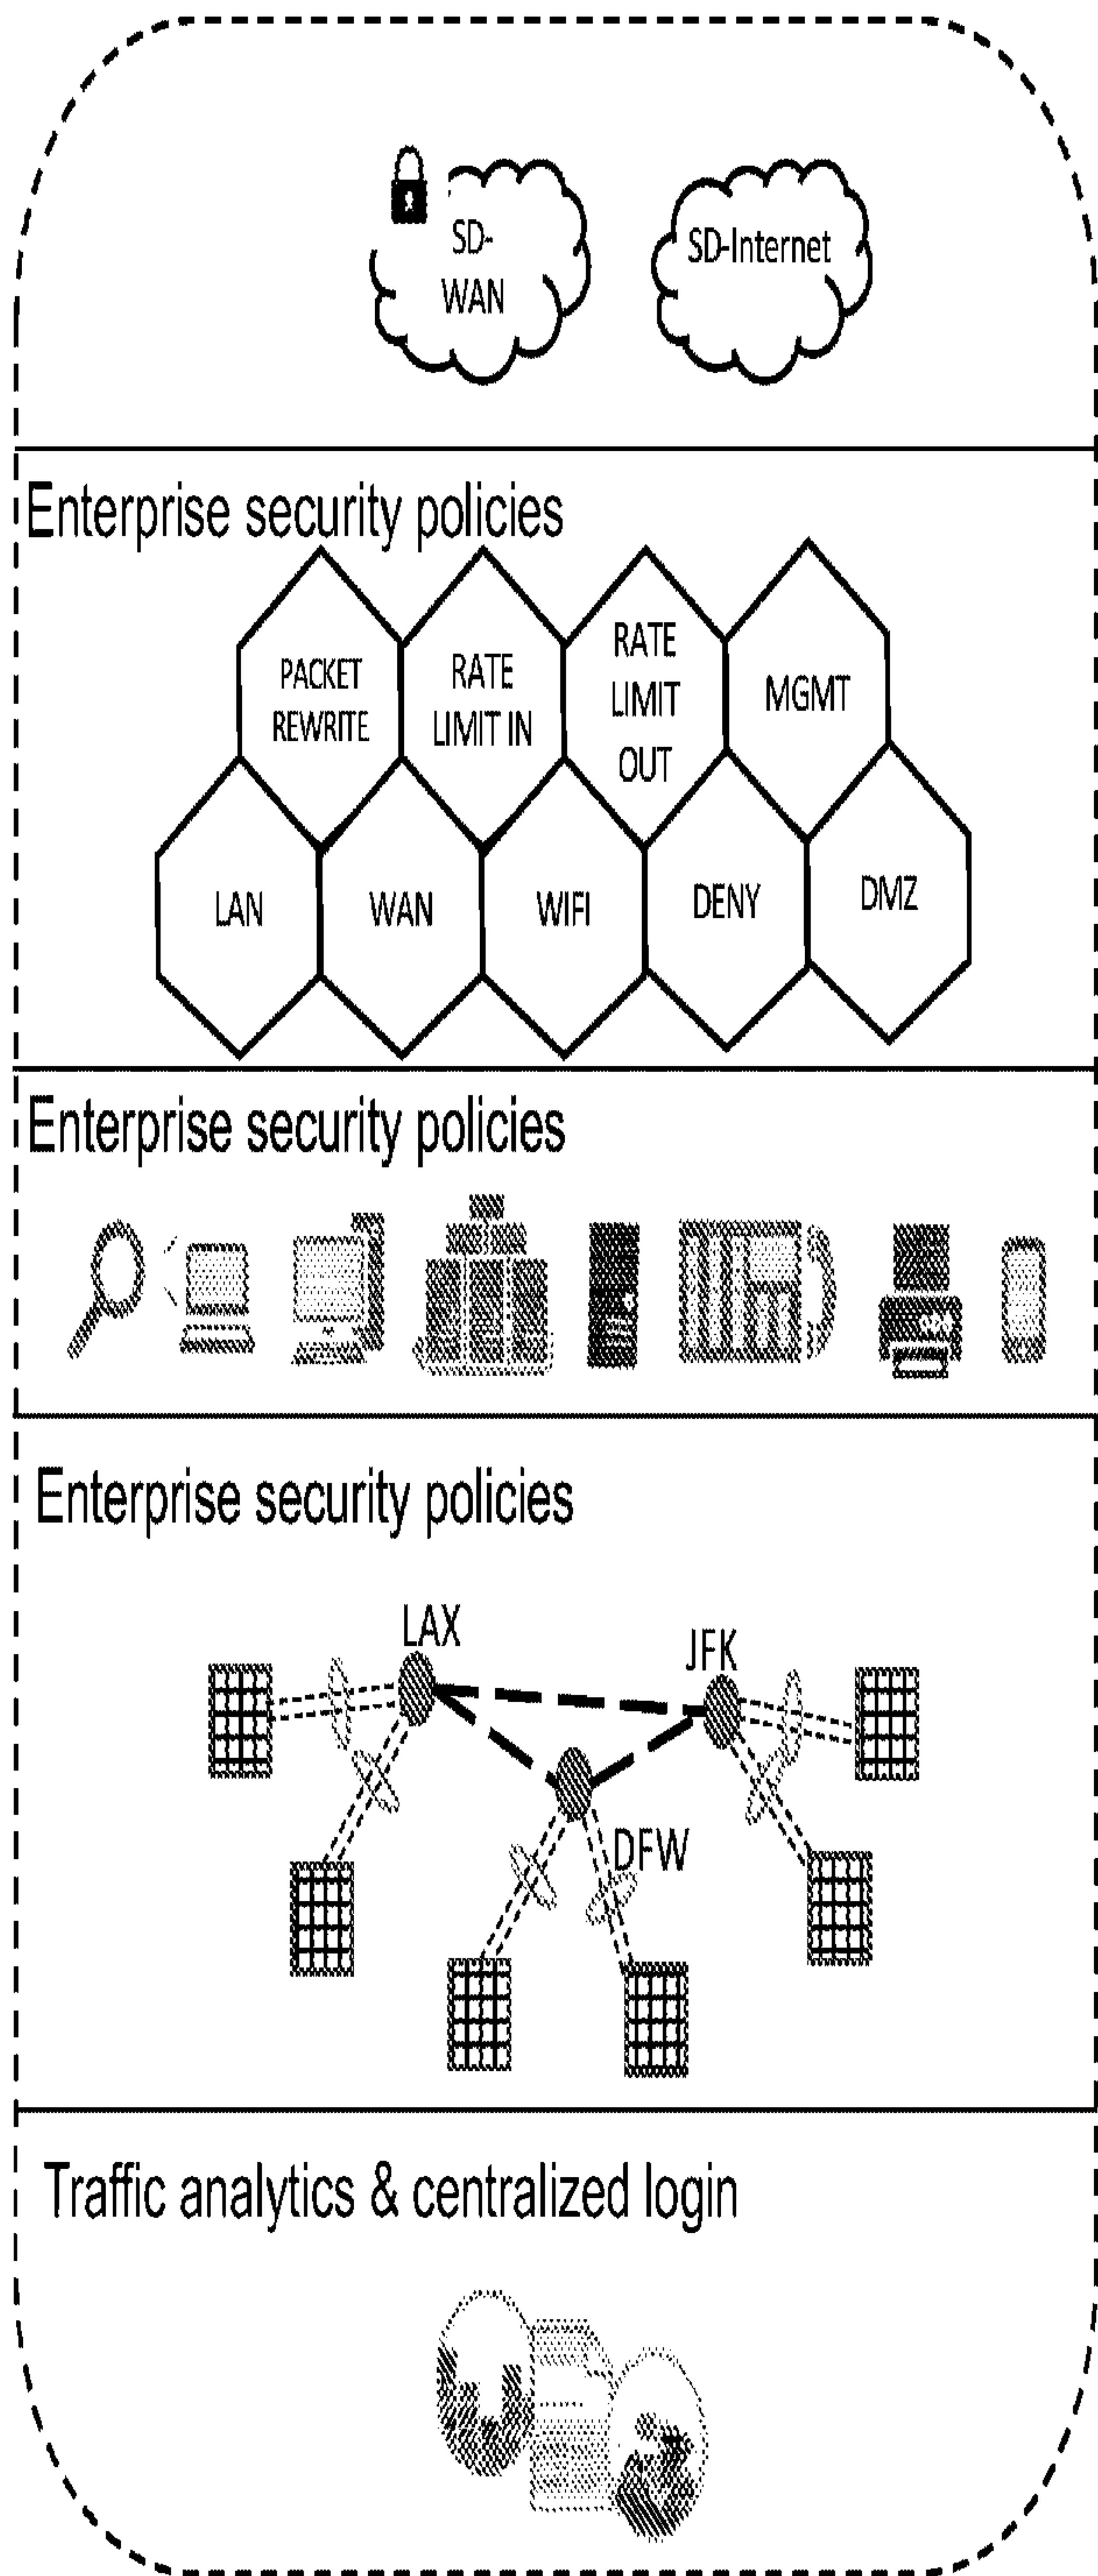 SD-
WAN
SD-Internet
Enterprise security policies
PACKET
REWRITE
RATE
LIMIT IN
RATE
LIMIT
OUT
MGMT
LAN
WAN
WIFI
DENY
DMZ
Enterprise security policies
Enterprise security policies
LAX
JFK
DFW
Traffic analytics & centralized login